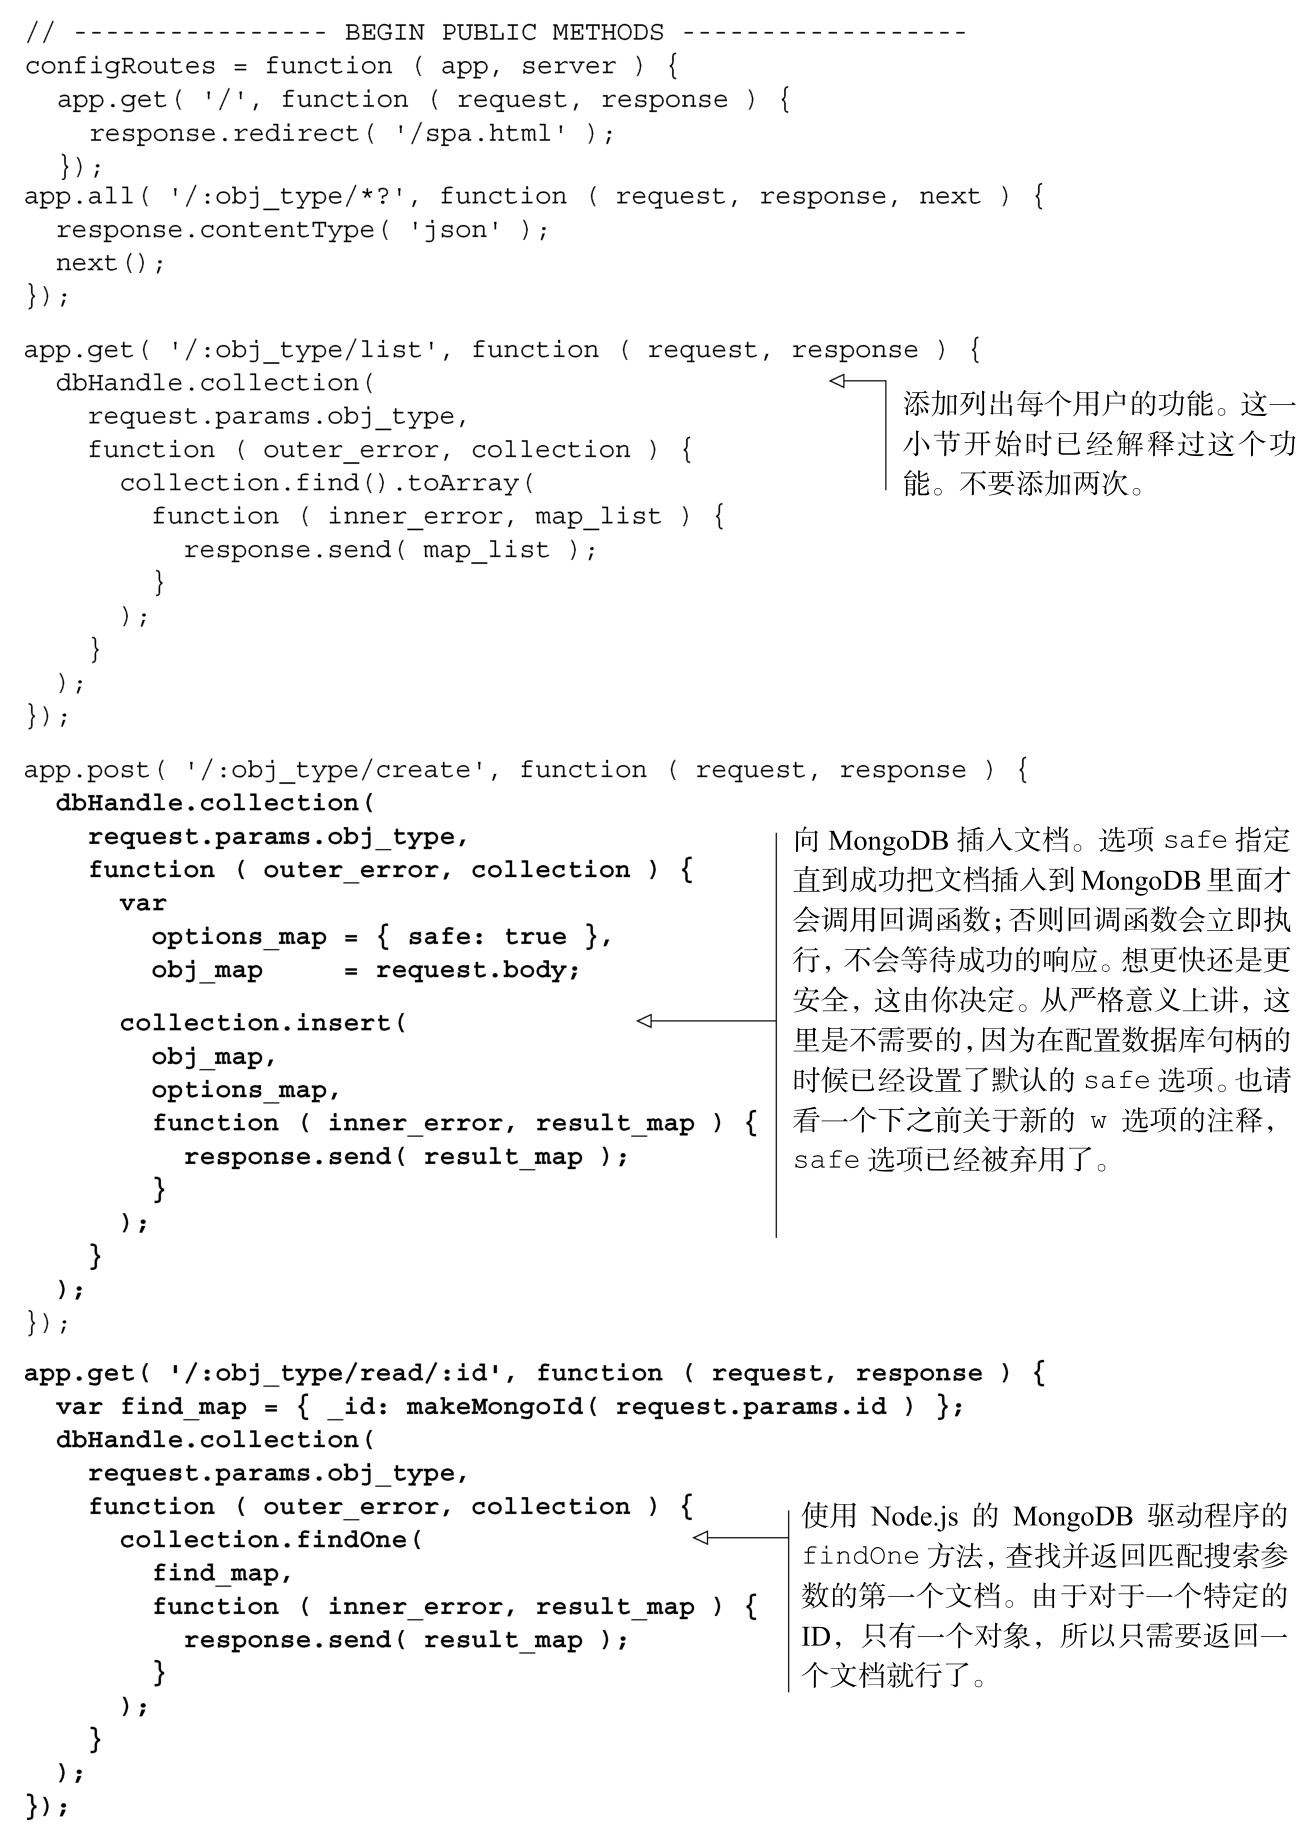 // ---------------- BEGIN PUBLIC METHODS ------------------
configRoutes = function ( app, server ) {
  app.get( '/', function ( request, response ) {
    response.redirect( '/spa.html' );
  });
app.all( '/:obj_type/*?', function ( request, response, next ) {
  response.contentType( 'json' );
  next();
});
app.get( '/:obj_type/list', function ( request, response ) {
  dbHandle.collection(
    request.params.obj_type,
    function ( outer_error, collection ) {
      collection.find().toArray(
        function ( inner_error, map_list ) {
          response.send( map_list );
        }
      );
    }
  );
});
添加列出每个用户的功能。这一
小节开始时已经解释过这个功
能。不要添加两次。
app.post( '/:obj_type/create', function ( request, response ) {
  dbHandle.collection(
    request.params.obj_type,
    function ( outer_error, collection ) {
      var
        options_map = { safe: true },
        obj_map     = request.body;
      collection.insert(
        obj_map,
        options_map,
        function ( inner_error, result_map ) {
          response.send( result_map );
        }
      );
    }
  );
});
向 MongoDB 插入文档。选项 safe 指定
直到成功把文档插入到 MongoDB 里面才
会调用回调函数；否则回调函数会立即执
行，不会等待成功的响应。想更快还是更
安全，这由你决定。从严格意义上讲，这
里是不需要的，因为在配置数据库句柄的
时候已经设置了默认的 safe 选项。也请
看一个下之前关于新的 w 选项的注释，
safe 选项已经被弃用了。
app.get( '/:obj_type/read/:id', function ( request, response ) {
  var find_map = { _id: makeMongoId( request.params.id ) };
  dbHandle.collection(
    request.params.obj_type,
    function ( outer_error, collection ) {
      collection.findOne(
        find_map,
        function ( inner_error, result_map ) {
          response.send( result_map );
        }
      );
    }
  );
});
使用 Node.js 的 MongoDB 驱动程序的
findOne 方法，查找并返回匹配搜索参
数的第一个文档。由于对于一个特定的
ID，只有一个对象，所以只需要返回一
个文档就行了。